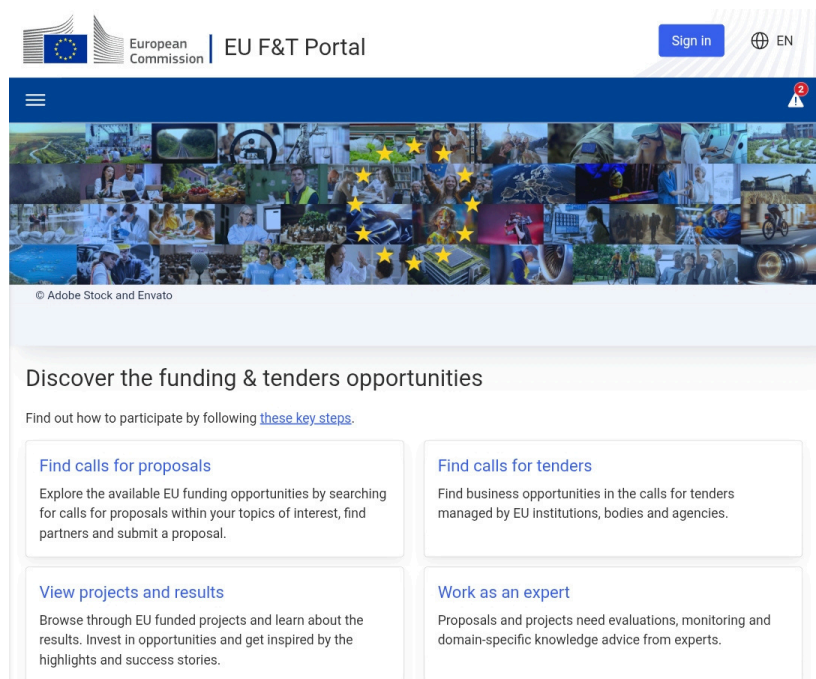 European
Commission
EU F&T Portal
Sign in
EN
2
© Adobe Stock and Envato
Discover the funding & tenders opportunities
Find out how to participate by following these key steps.
Find calls for proposals
Explore the available EU funding opportunities by searching
for calls for proposals within your topics of interest, find
partners and submit a proposal.
Find calls for tenders
Find business opportunities in the calls for tenders
managed by EU institutions, bodies and agencies.
View projects and results
Browse through EU funded projects and learn about the
results. Invest in opportunities and get inspired by the
highlights and success stories.
Work as an expert
Proposals and projects need evaluations, monitoring and
domain-specific knowledge advice from experts.